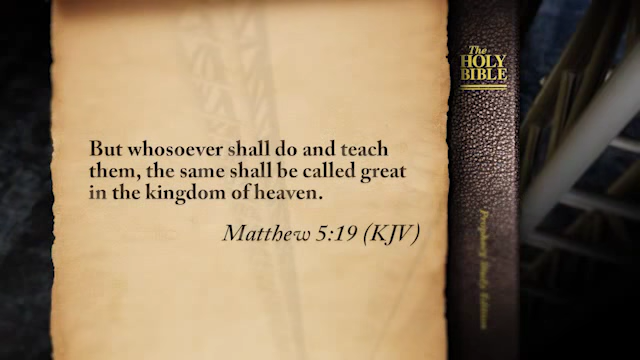 But whosoever shall do and teach
them, the same shall be called great
in the kingdom of heaven.
Matthew 5:19 (KJV)
The
HOLY
BIBLE
Prophecy Study Edition